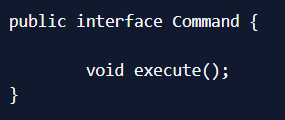 public interface Command {
void execute();
}